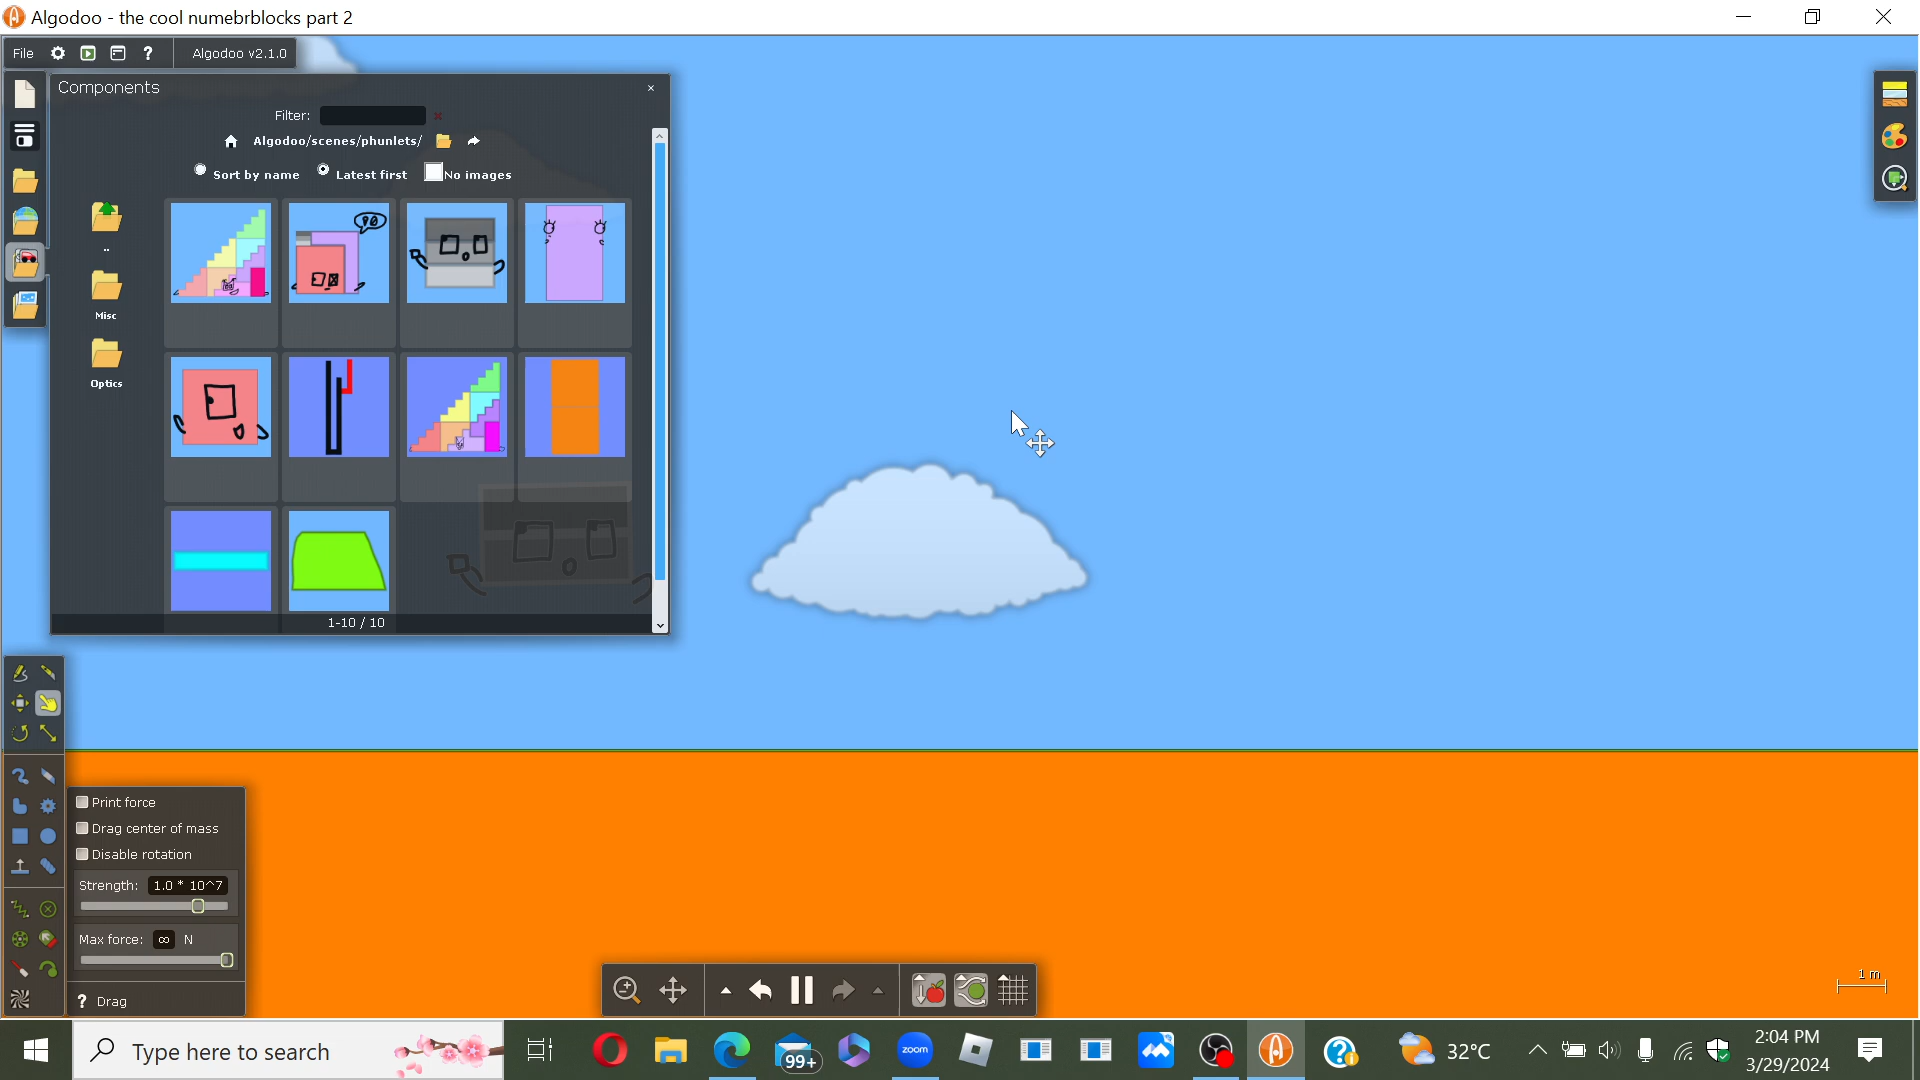 Algodoo - the cool numebrblocks part 2
File
?
Algodoo v2.1.0
Components
Filter:
Algodoo/scenes/phunlets/
Sort by name
Latest first
No images
..
Misc
Optics
90
1-10 / 10
Print force
Drag center of mass
Disable rotation
Strength: 1.0 * 10^7
Max force: ∞ N
? Drag
1 m
Type here to search
99+
zoom
32°C
2:04 PM
3/29/2024